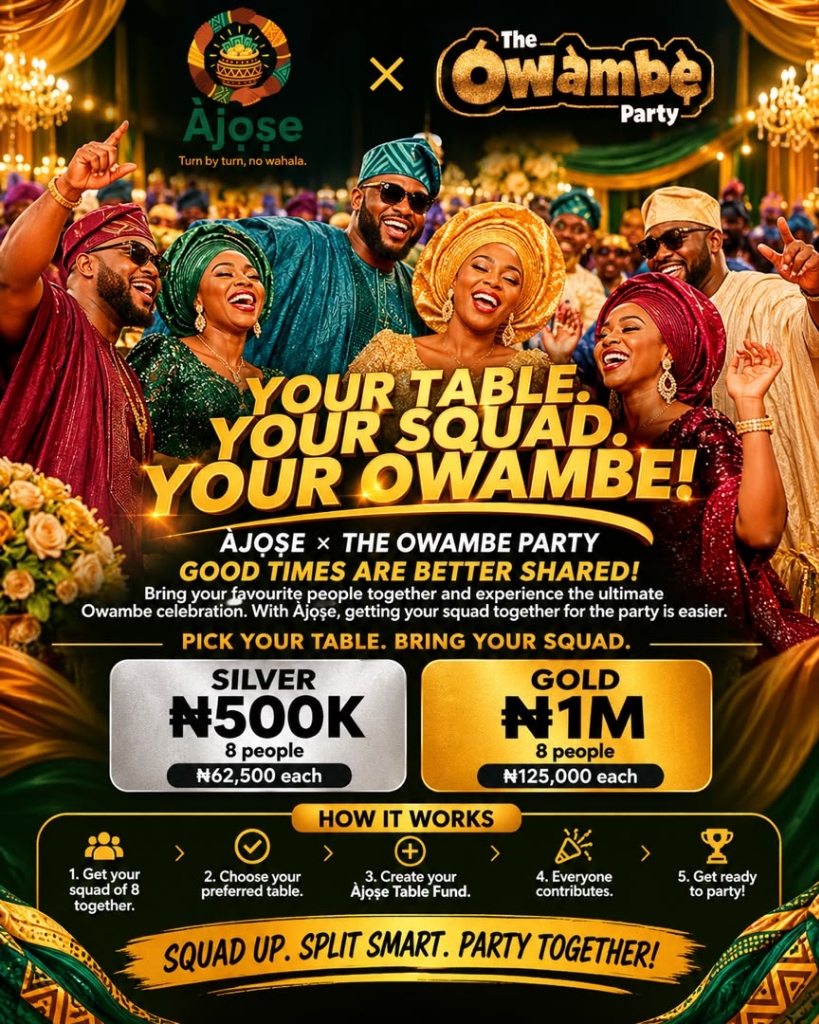 Àjọṣe
Turn by turn, no wahala.
×
The
Òwàmbẹ̀
Party
YOUR TABLE.
YOUR SQUAD.
YOUR OWAMBE!
ÀJỌṢE × THE OWAMBE PARTY
GOOD TIMES ARE BETTER SHARED!
Bring your favourite people together and experience the ultimate
Owambe celebration. With Àjọṣe, getting your squad together for the party is easier.
PICK YOUR TABLE. BRING YOUR SQUAD.
SILVER
₦500K
8 people
₦62,500 each
GOLD
₦1M
8 people
₦125,000 each
HOW IT WORKS
1. Get your
squad of 8
together.
2. Choose your
preferred table.
3. Create your
Àjọṣe Table Fund.
4. Everyone
contributes.
5. Get ready
to party!
SQUAD UP. SPLIT SMART. PARTY TOGETHER!